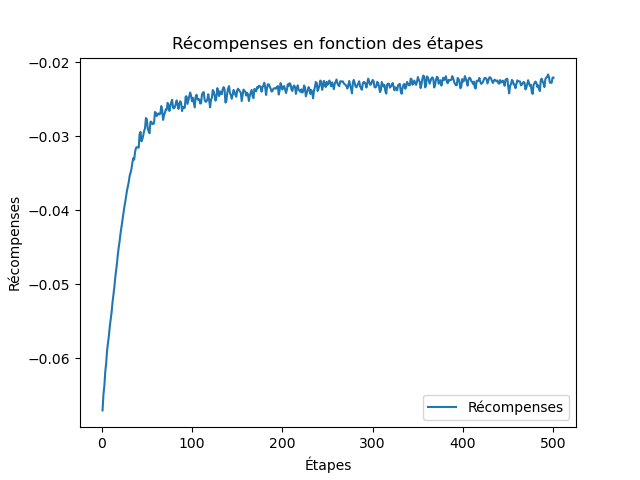 Récompenses en fonction des étapes
−0.02
−0.03
−0.04
−0.05
−0.06
Récompenses
0
100
200
300
400
500
Étapes
Récompenses